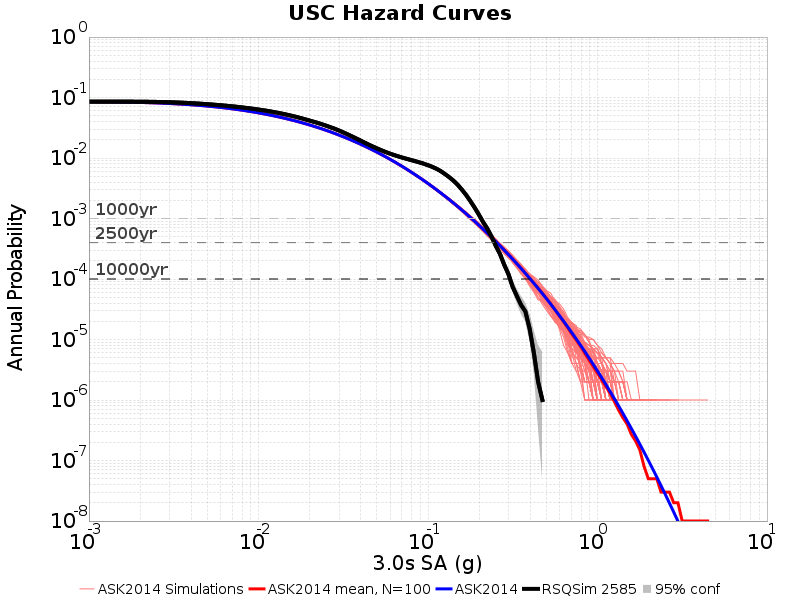 USC Hazard Curves
10^0
10^-1
10^-2
10^-3
10^-4
10^-5
10^-6
10^-7
10^-8
1000yr
2500yr
10000yr
Annual Probability
10^-3
10^-2
10^-1
10^0
10^1
3.0s SA (g)
ASK2014 Simulations ASK2014 mean, N=100 ASK2014 RSQSim 2585 95% conf